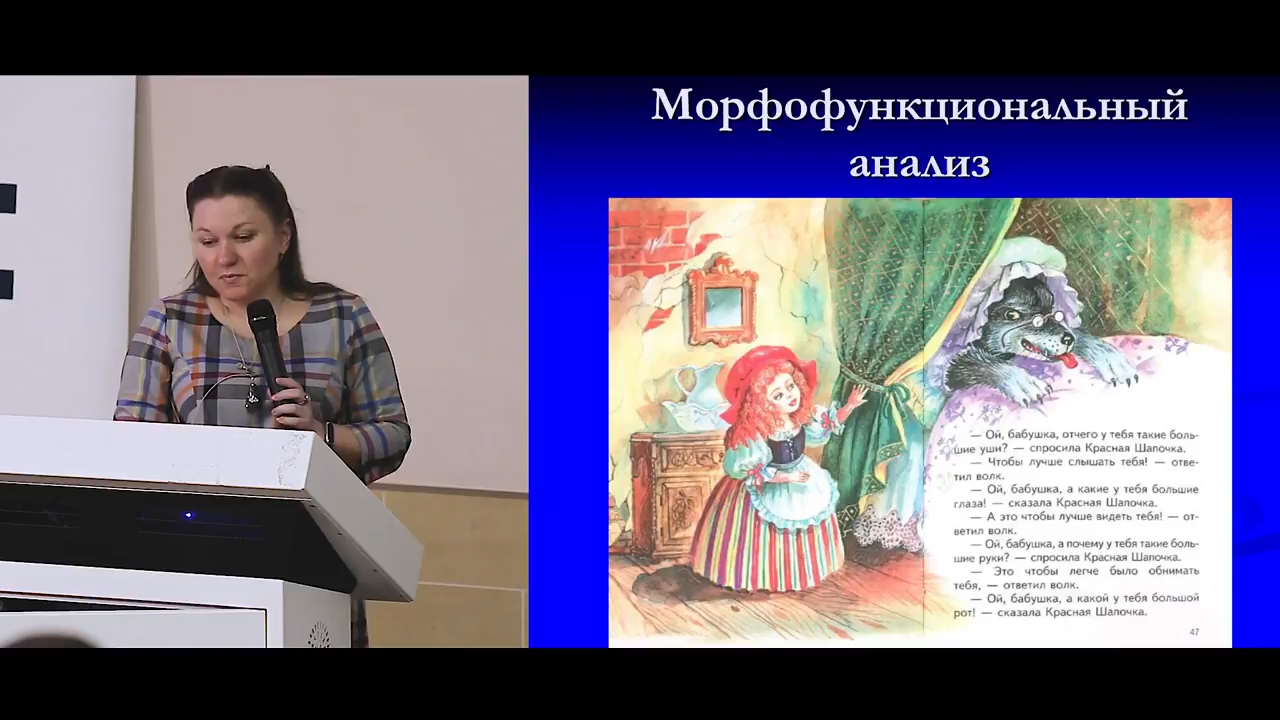 Морфофункциональный
анализ
— Ой, бабушка, отчего у тебя такие боль-
шие уши? — спросила Красная Шапочка.
— Чтобы лучше слышать тебя! — отве-
тил волк.
— Ой, бабушка, а какие у тебя большие
глаза! — сказала Красная Шапочка.
— А это чтобы лучше видеть тебя! — от-
ветил волк.
— Ой, бабушка, а почему у тебя такие боль-
шие руки? — спросила Красная Шапочка.
— Это чтобы легче было обнимать
тебя, — ответил волк.
— Ой, бабушка, а какой у тебя большой
рот! — сказала Красная Шапочка.
47